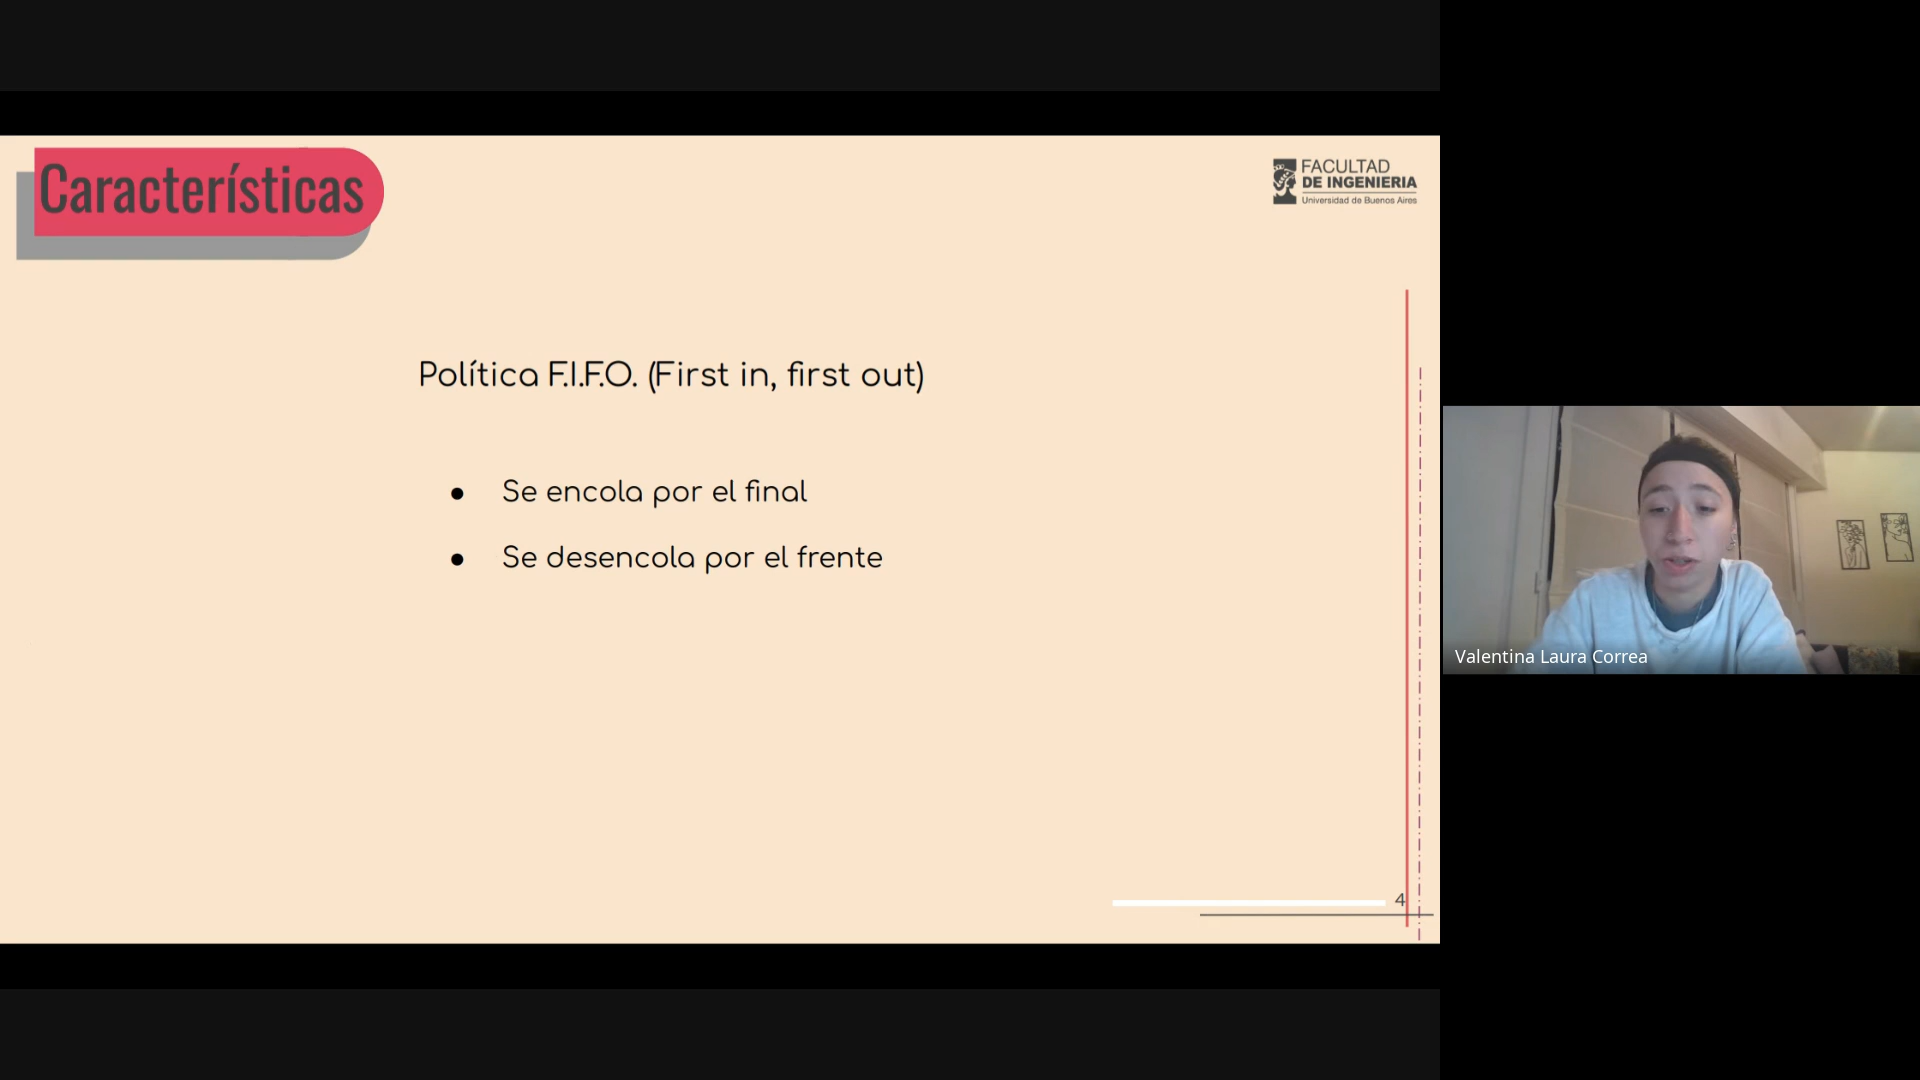 Características
FACULTAD
DE INGENIERIA
Universidad de Buenos Aires
Política F.I.F.O. (First in, first out)
● Se encola por el final
● Se desencola por el frente
Valentina Laura Correa
4